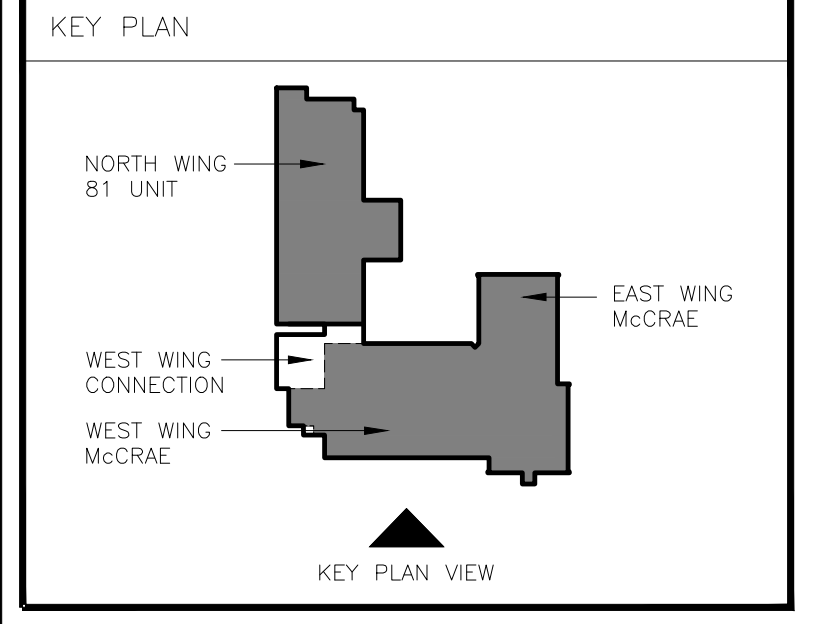 KEY PLAN
NORTH WING
81 UNIT
EAST WING
McCRAE
WEST WING
CONNECTION
WEST WING
McCRAE
KEY PLAN VIEW